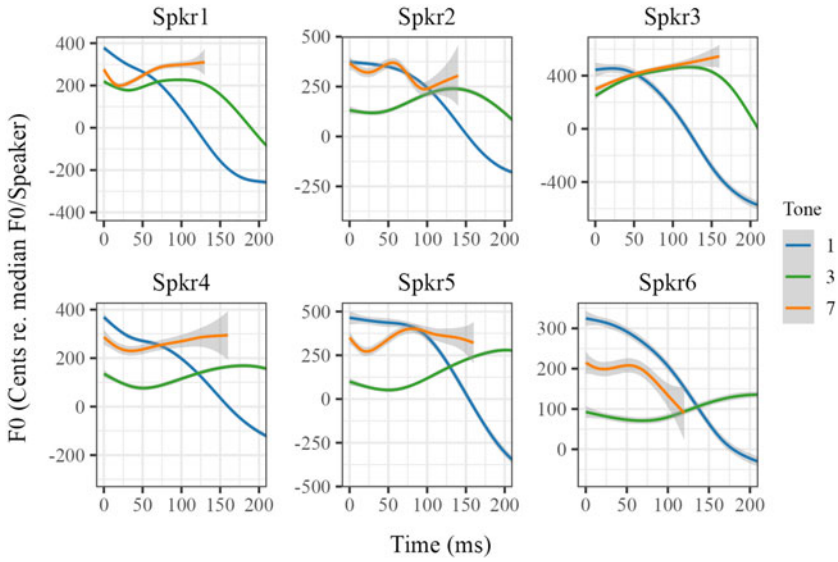 Spkr1 Spkr2 Spkr3
400 200 0 -200 -400
500 250 0 -250
400 0 -400
0 50 100 150 200 0 50 100 150 200 0 50 100 150 200
Spkr4 Spkr5 Spkr6
400 200 0 -200
500 250 0 -250 -500
300 200 100 0
0 50 100 150 200 0 50 100 150 200 0 50 100 150 200
F0 (Cents re. median F0/Speaker)
Time (ms)
Tone
1
3
7